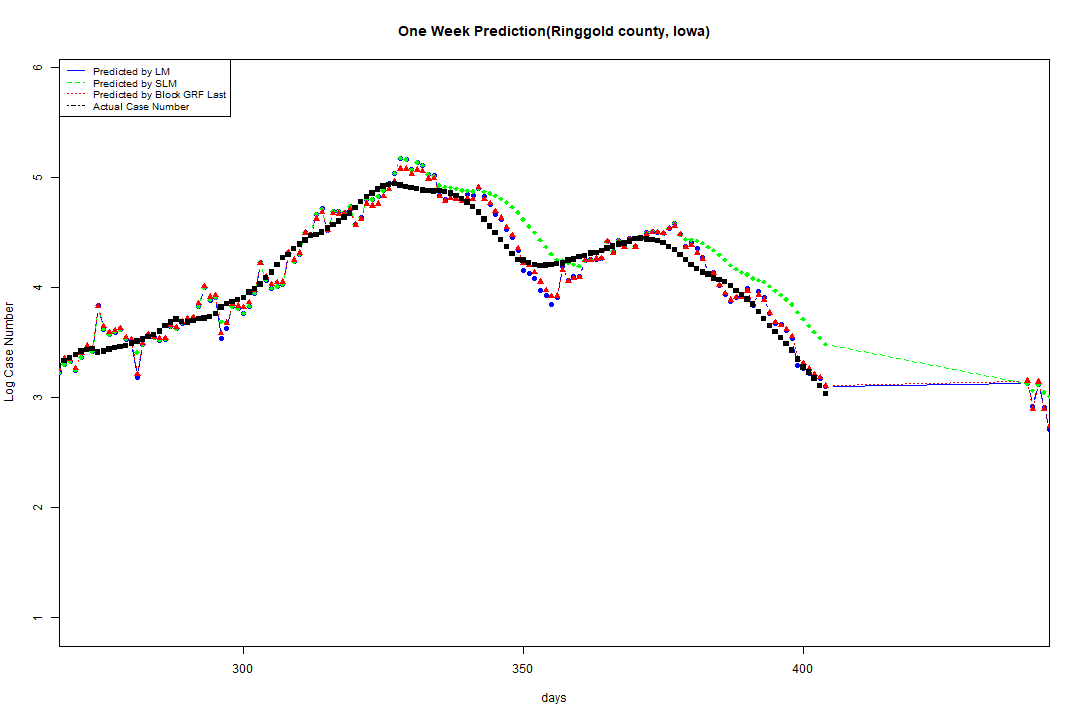 One Week Prediction(Ringgold county, Iowa)
Predicted by LM
Predicted by SLM
Predicted by Block GRF Last
Actual Case Number
6
5
4
3
2
1
Log Case Number
300 350 400
days